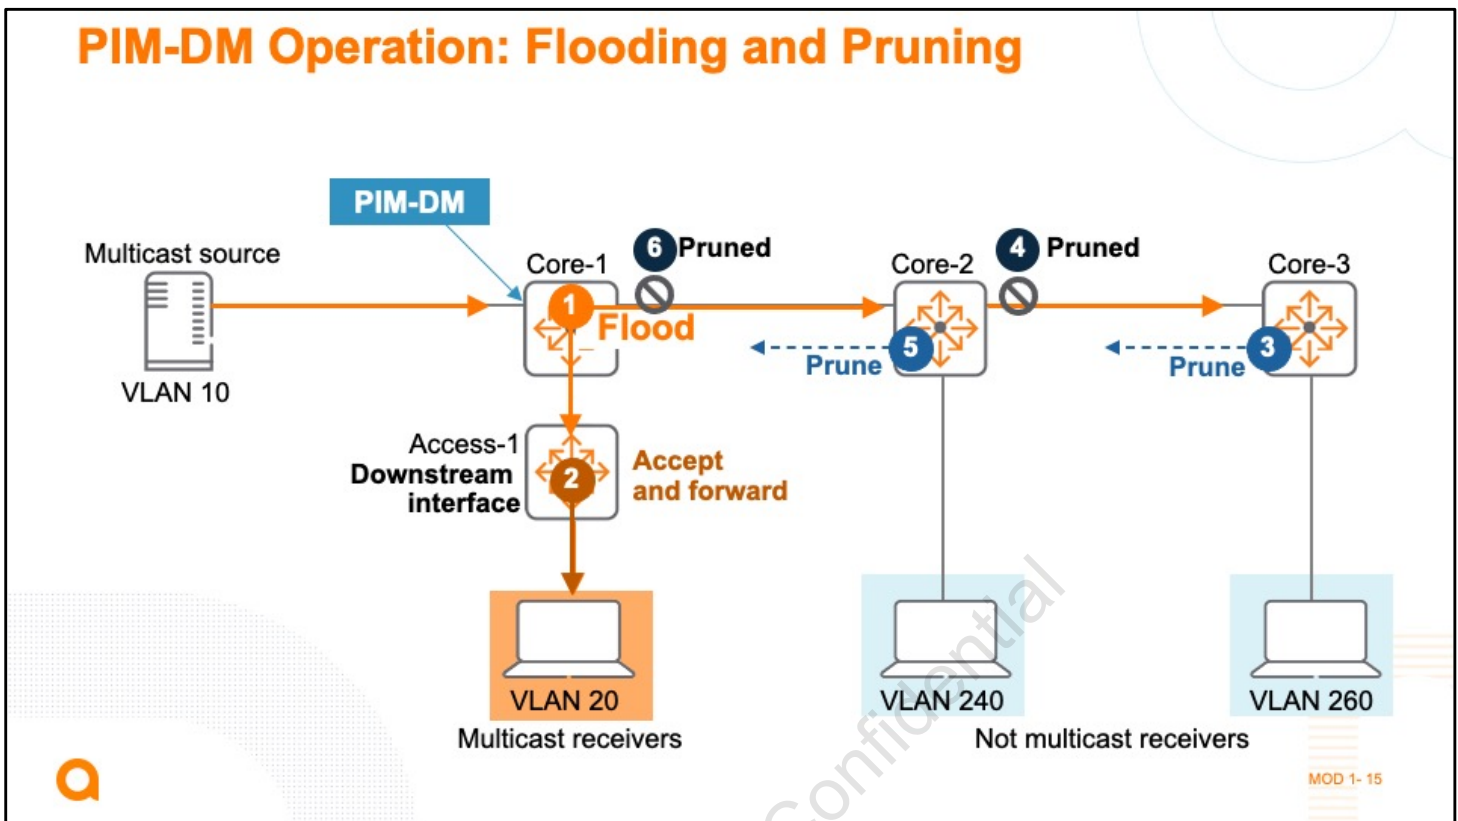 PIM-DM Operation: Flooding and Pruning
PIM-DM
Multicast source
VLAN 10
Core-1
6 Pruned
Core-2
4 Pruned
Core-3
1
Flood
5
Prune
3
Prune
Access-1
Downstream
interface
2
Accept
and forward
VLAN 20
Multicast receivers
VLAN 240
VLAN 260
Not multicast receivers
Confidential
MOD 1- 15